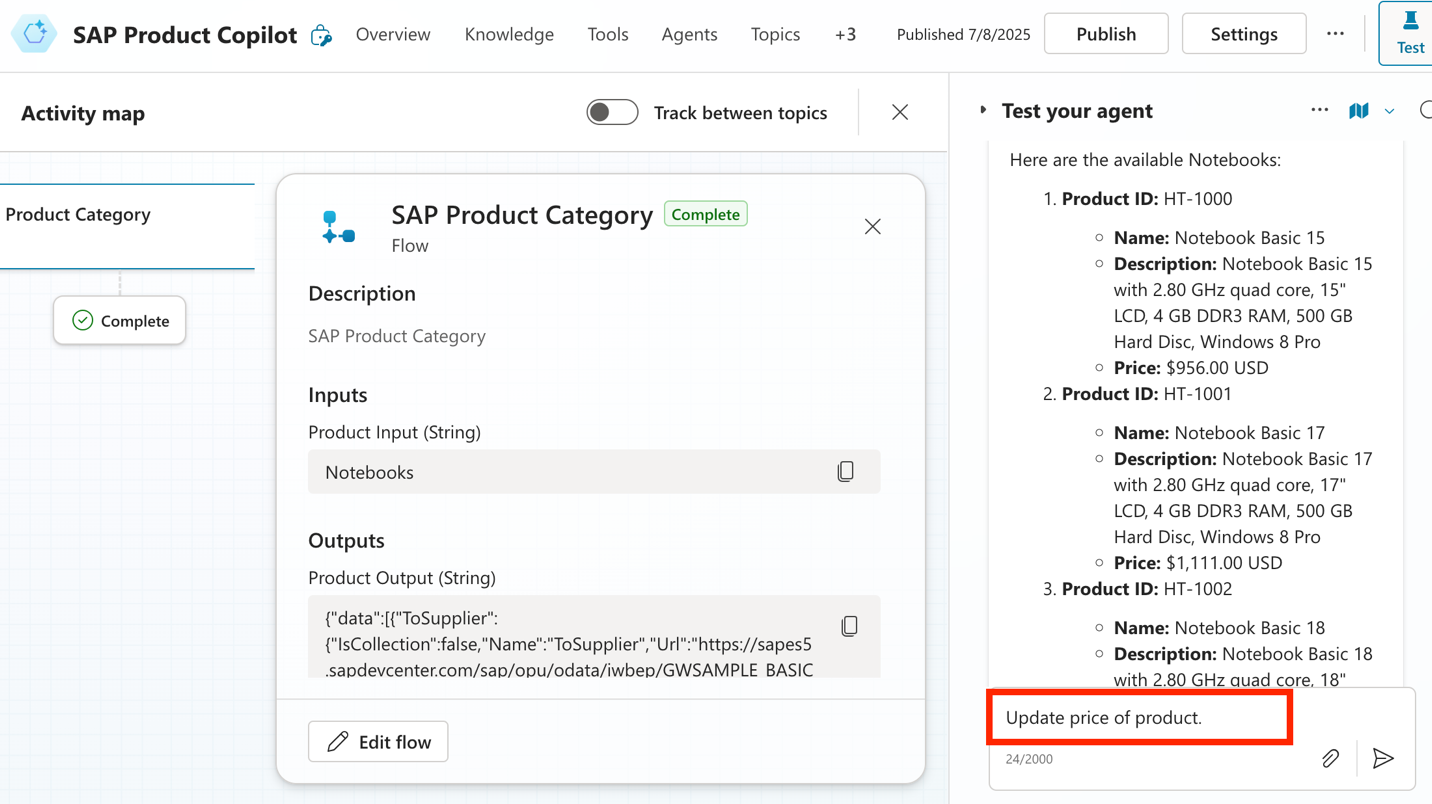 SAP Product Copilot
Overview
Knowledge
Tools
Agents
Topics
+3
Published 7/8/2025
Publish
Settings
Test
Activity map
Track between topics
Product Category
Complete
SAP Product Category
Complete
Flow
Description
SAP Product Category
Inputs
Product Input (String)
Notebooks
Outputs
Product Output (String)
{"data":[{"ToSupplier":
{"IsCollection":false,"Name":"ToSupplier","Url":"https://sapes5
.sapdevcenter.com/sap/opu/odata/iwbep/GWSAMPLE_BASIC
Edit flow
Test your agent
Here are the available Notebooks:
1. Product ID: HT-1000
Name: Notebook Basic 15
Description: Notebook Basic 15
with 2.80 GHz quad core, 15"
LCD, 4 GB DDR3 RAM, 500 GB
Hard Disc, Windows 8 Pro
Price: $956.00 USD
2. Product ID: HT-1001
Name: Notebook Basic 17
Description: Notebook Basic 17
with 2.80 GHz quad core, 17"
LCD, 4 GB DDR3 RAM, 500 GB
Hard Disc, Windows 8 Pro
Price: $1,111.00 USD
3. Product ID: HT-1002
Name: Notebook Basic 18
Description: Notebook Basic 18
with 2.80 GHz quad core, 18"
Update price of product.
24/2000